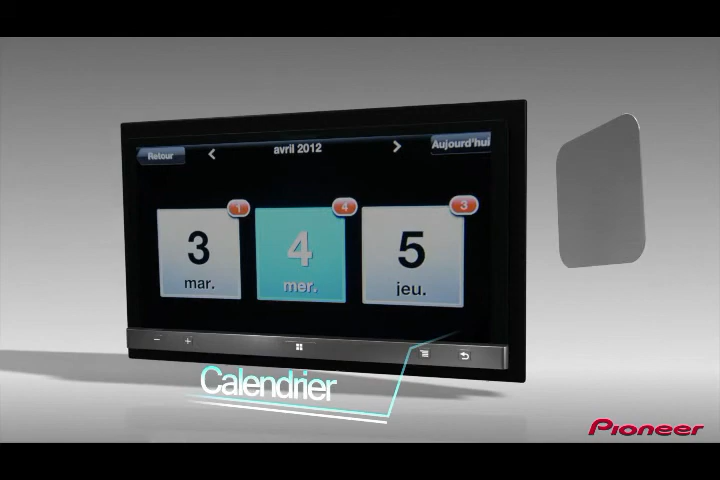 Retour
avril 2012
Aujourd'hui
1
4
3
3
4
5
mar.
mer.
jeu.
Calendrier
Pioneer